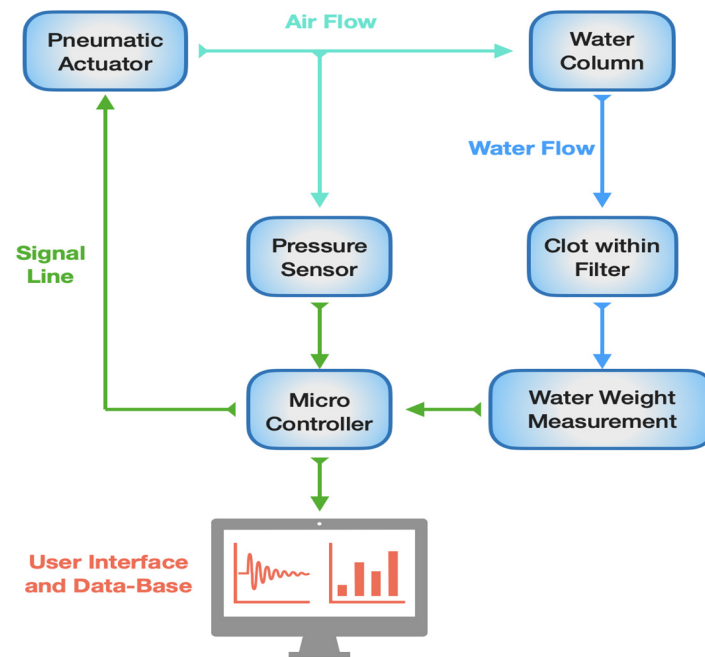 Air Flow
Pneumatic
Actuator
Water
Column
Water Flow
Signal
Line
Pressure
Sensor
Clot within
Filter
Micro
Controller
Water Weight
Measurement
User Interface
and Data-Base